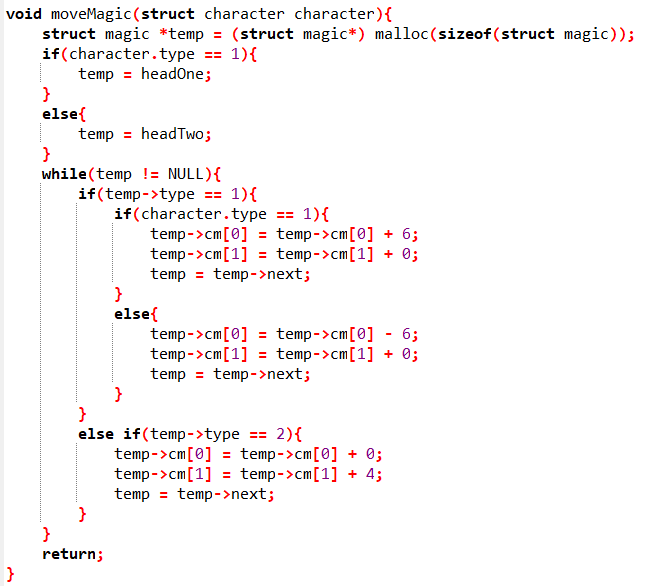 void moveMagic(struct character character){
    struct magic *temp = (struct magic*) malloc(sizeof(struct magic));
    if(character.type == 1){
        temp = headOne;
    }
    else{
        temp = headTwo;
    }
    while(temp != NULL){
        if(temp->type == 1){
            if(character.type == 1){
                temp->cm[0] = temp->cm[0] + 6;
                temp->cm[1] = temp->cm[1] + 0;
                temp = temp->next;
            }
            else{
                temp->cm[0] = temp->cm[0] - 6;
                temp->cm[1] = temp->cm[1] + 0;
                temp = temp->next;
            }
        }
        else if(temp->type == 2){
            temp->cm[0] = temp->cm[0] + 0;
            temp->cm[1] = temp->cm[1] + 4;
            temp = temp->next;
        }
    }
    return;
}